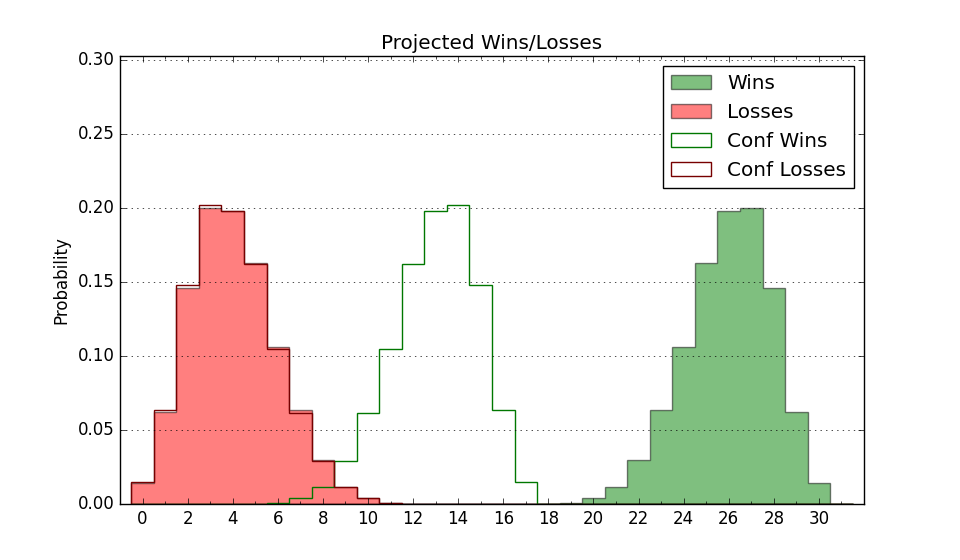 Projected Wins/Losses
0.30
0.25
0.20
0.15
0.10
0.05
0.00
Probability
Wins
Losses
Conf Wins
Conf Losses
0 2 4 6 8 10 12 14 16 18 20 22 24 26 28 30